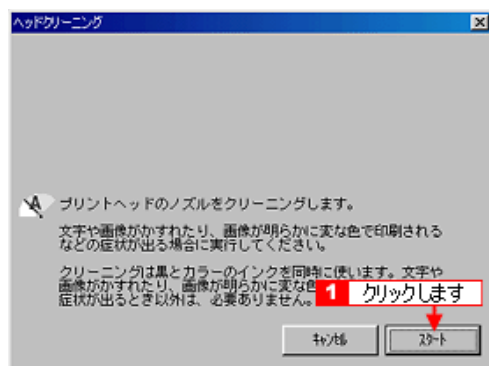 ヘッドクリーニング
プリントヘッドのノズルをクリーニングします。
文字や画像がかすれたり、画像が明らかに変な色で印刷される
などの症状が出る場合に実行してください。
クリーニングは黒とカラーのインクを同時に使います。文字や
画像がかすれたり、画像が明らかに変な色
症状が出るとき以外は、必要ありません。
1 クリックします
キャンセル
スタート